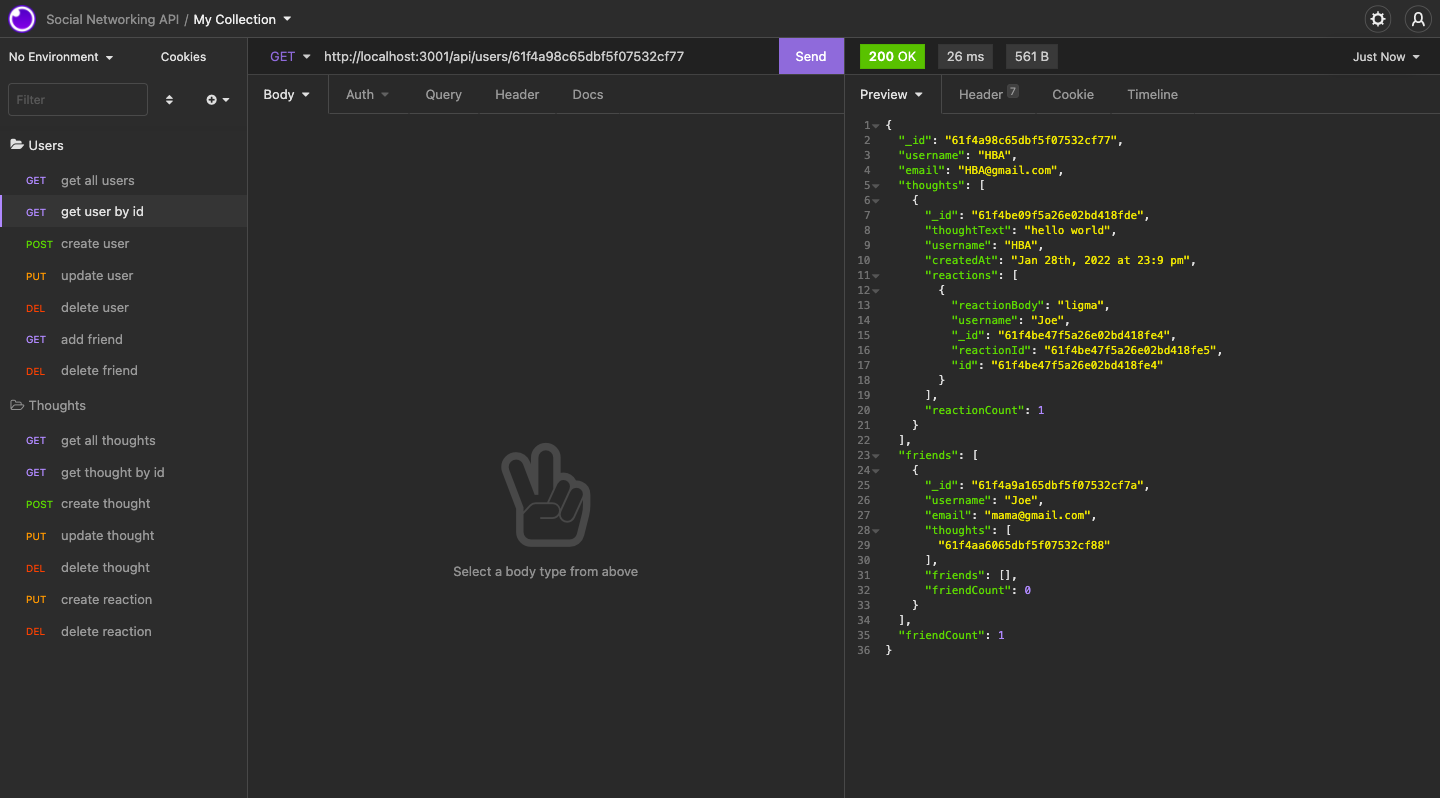 Social Networking API / My Collection
No Environment
Cookies
Filter
Users
GET get all users
GET get user by id
POST create user
PUT update user
DEL delete user
GET add friend
DEL delete friend
Thoughts
GET get all thoughts
GET get thought by id
POST create thought
PUT update thought
DEL delete thought
PUT create reaction
DEL delete reaction
GET http://localhost:3001/api/users/61f4a98c65dbf5f07532cf77 Send
Body Auth Query Header Docs
Select a body type from above
200 OK 26 ms 561 B Just Now
Preview Header 7 Cookie Timeline
1 {
2 "_id": "61f4a98c65dbf5f07532cf77",
3 "username": "HBA",
4 "email": "HBA@gmail.com",
5 "thoughts": [
6 {
7 "_id": "61f4be09f5a26e02bd418fde",
8 "thoughtText": "hello world",
9 "username": "HBA",
10 "createdAt": "Jan 28th, 2022 at 23:9 pm",
11 "reactions": [
12 {
13 "reactionBody": "ligma",
14 "username": "Joe",
15 "_id": "61f4be47f5a26e02bd418fe4",
16 "reactionId": "61f4be47f5a26e02bd418fe5",
17 "id": "61f4be47f5a26e02bd418fe4"
18 }
19 ],
20 "reactionCount": 1
21 }
22 ],
23 "friends": [
24 {
25 "_id": "61f4a9a165dbf5f07532cf7a",
26 "username": "Joe",
27 "email": "mama@gmail.com",
28 "thoughts": [
29 "61f4aa6065dbf5f07532cf88"
30 ],
31 "friends": [],
32 "friendCount": 0
33 }
34 ],
35 "friendCount": 1
36 }